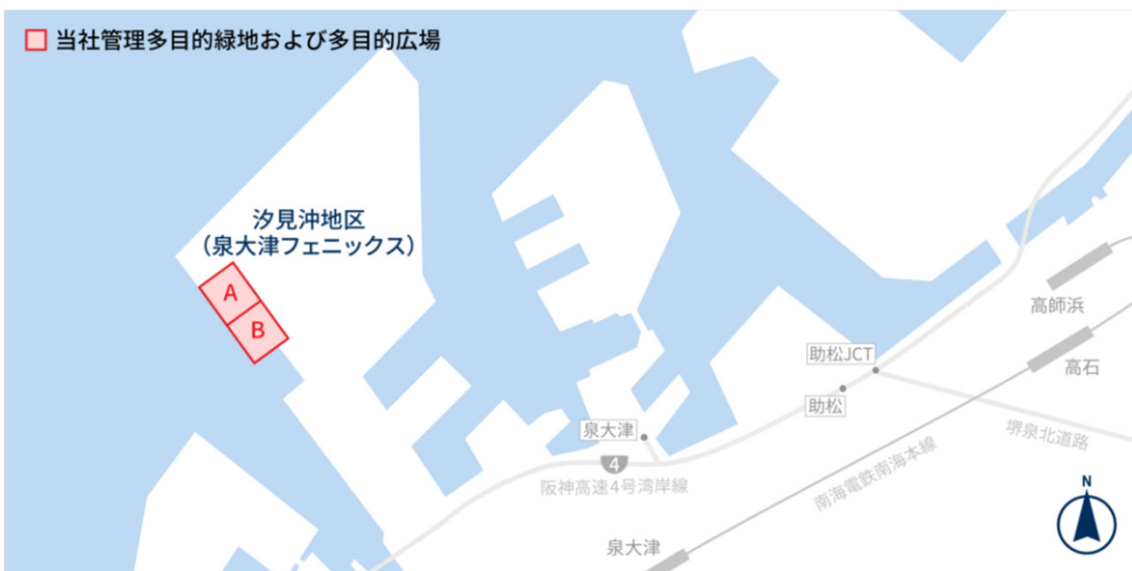 当社管理多目的緑地および多目的広場
汐見沖地区
（泉大津フェニックス）
A
B
高師浜
助松JCT
高石
助松
泉大津
堺泉北道路
4
阪神高速4号湾岸線
南海電鉄南海本線
N
泉大津